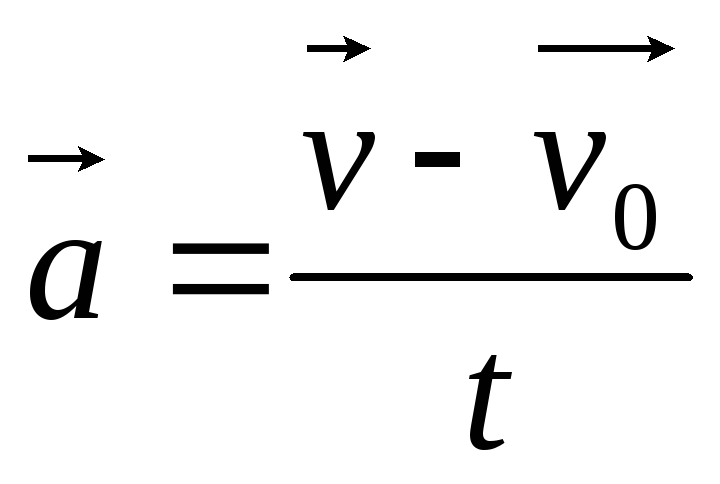 a⃗ = (v⃗ - v⃗₀) / t